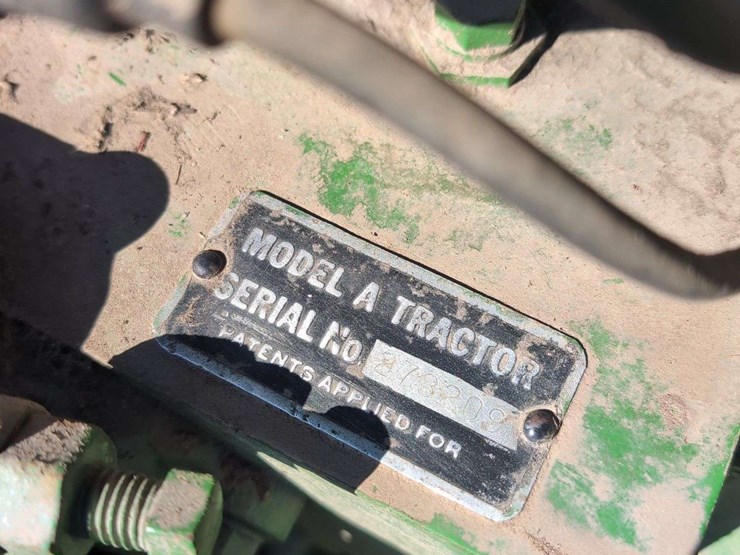 MODEL A TRACTOR
SERIAL NO.
PATENTS APPLIED FOR